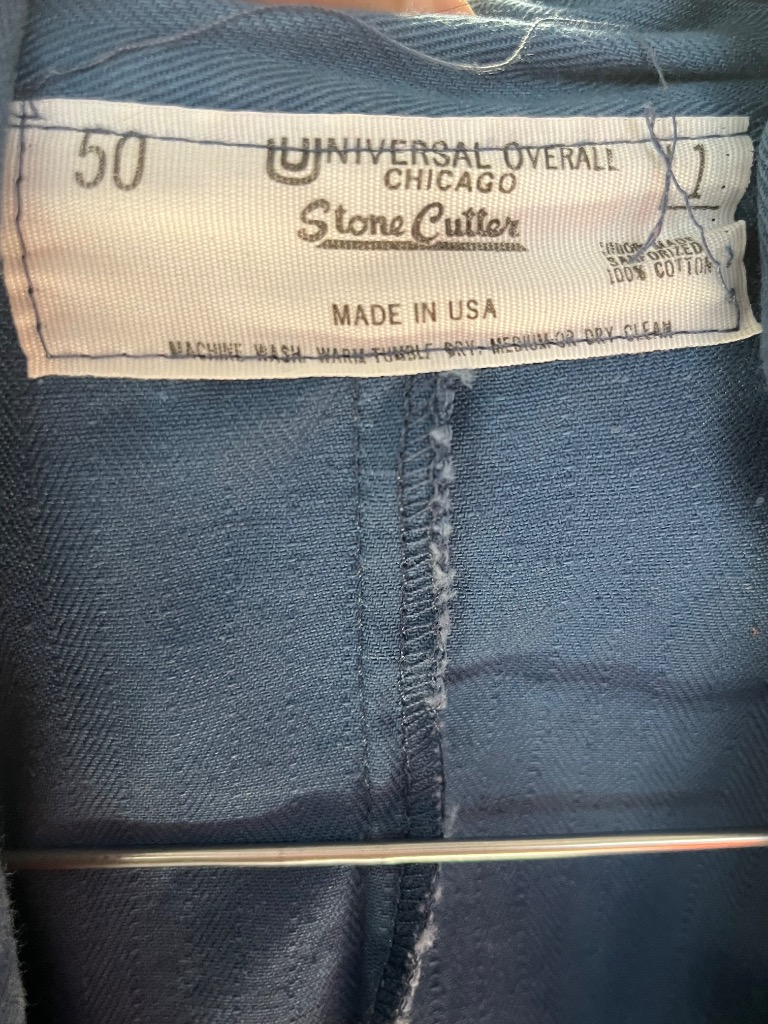 50
UNIVERSAL OVERALL
CHICAGO
Stone Cutter
SANFORIZED
100% COTTON
MADE IN USA
MACHINE WASH, WARM TUMBLE DRY, MEDIUM OR DRY CLEAN